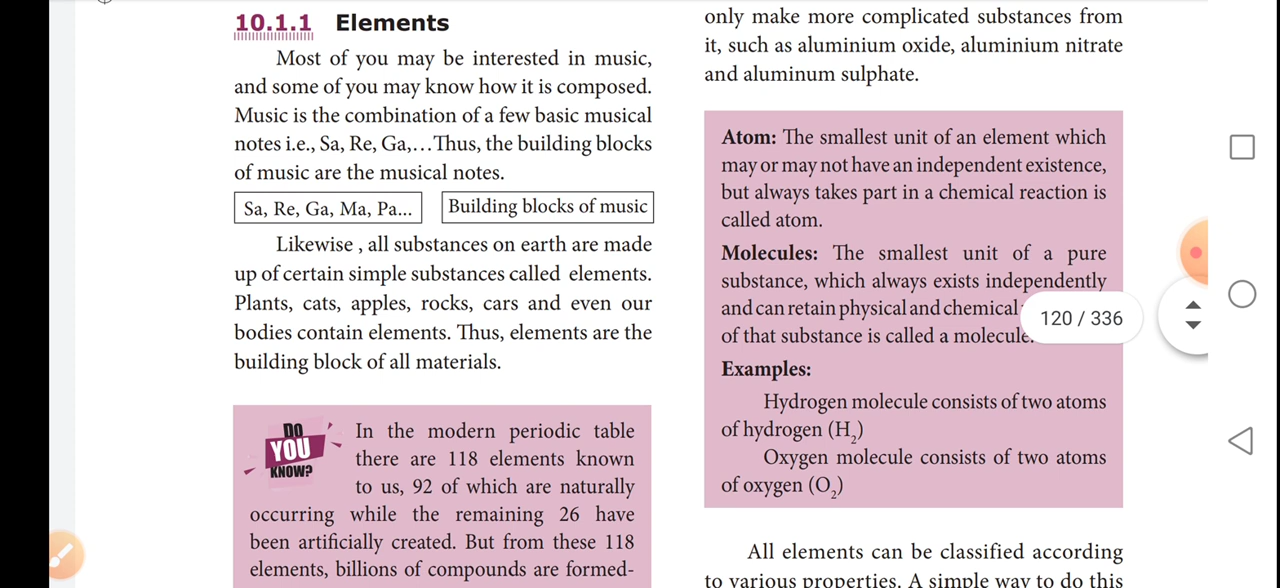 10.1.1 Elements
Most of you may be interested in music,
and some of you may know how it is composed.
Music is the combination of a few basic musical
notes i.e., Sa, Re, Ga,…Thus, the building blocks
of music are the musical notes.
Sa, Re, Ga, Ma, Pa...
Building blocks of music
Likewise , all substances on earth are made
up of certain simple substances called elements.
Plants, cats, apples, rocks, cars and even our
bodies contain elements. Thus, elements are the
building block of all materials.
DO
YOU
KNOW?
In the modern periodic table
there are 118 elements known
to us, 92 of which are naturally
occurring while the remaining 26 have
been artificially created. But from these 118
elements, billions of compounds are formed-
only make more complicated substances from
it, such as aluminium oxide, aluminium nitrate
and aluminum sulphate.
Atom: The smallest unit of an element which
may or may not have an independent existence,
but always takes part in a chemical reaction is
called atom.
Molecules: The smallest unit of a pure
substance, which always exists independently
and can retain physical and chemical
of that substance is called a molecule.
Examples:
Hydrogen molecule consists of two atoms
of hydrogen (H₂)
Oxygen molecule consists of two atoms
of oxygen (O₂)
All elements can be classified according
to various properties. A simple way to do this
120 / 336